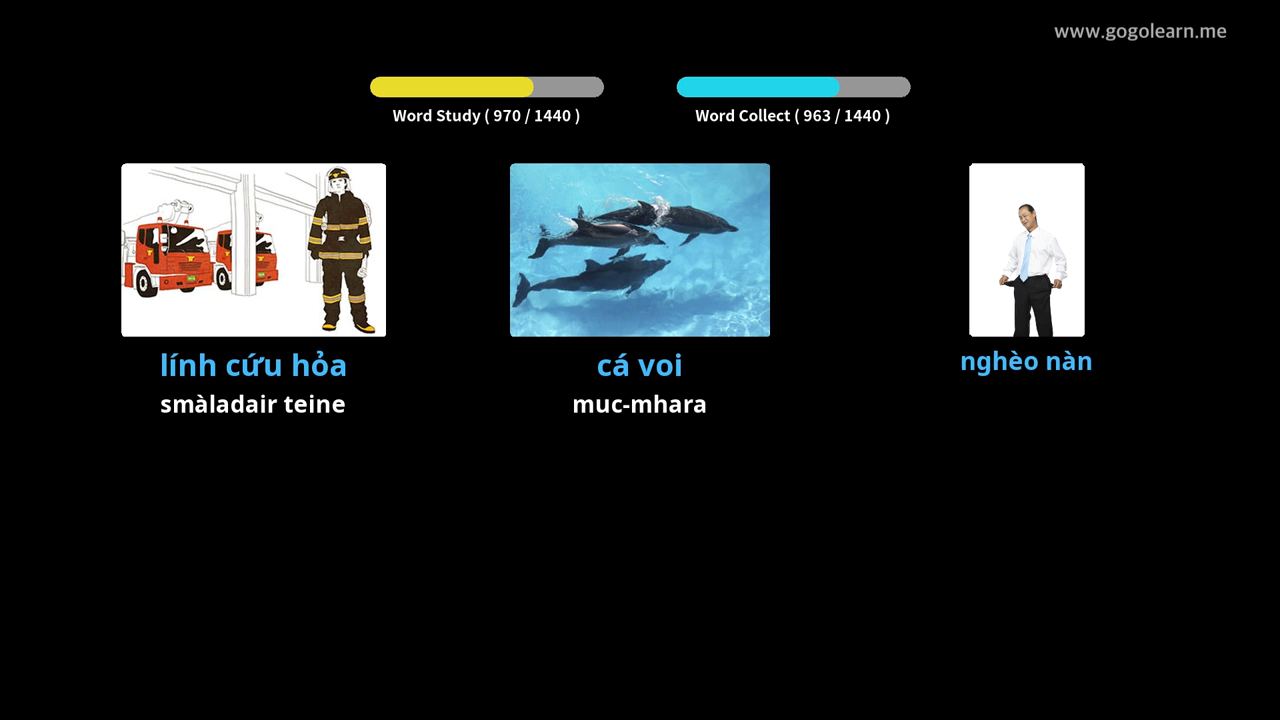 www.gogolearn.me
Word Study ( 970 / 1440 )
Word Collect ( 963 / 1440 )
lính cứu hỏa
smàladair teine
cá voi
muc-mhara
nghèo nàn